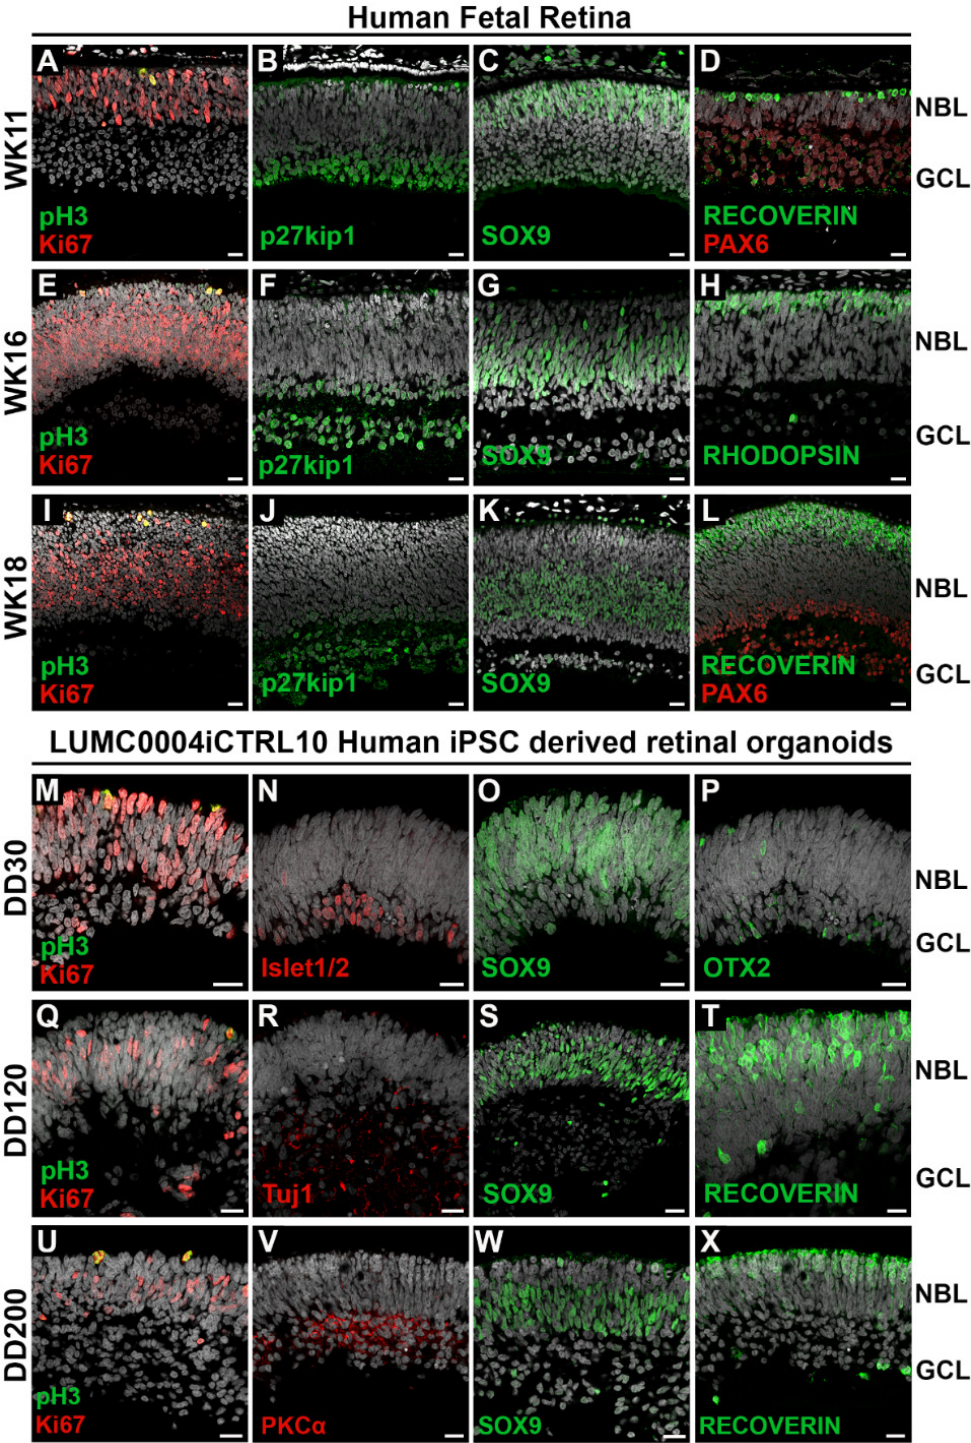 Human Fetal Retina
WK11
A
pH3
Ki67
B
p27kip1
C
SOX9
D
RECOVERIN
PAX6
NBL
GCL
WK16
E
pH3
Ki67
F
p27kip1
G
SOX9
H
RHODOPSIN
NBL
GCL
WK18
I
pH3
Ki67
J
p27kip1
K
SOX9
L
RECOVERIN
PAX6
NBL
GCL
LUMC0004iCTRL10 Human iPSC derived retinal organoids
DD30
M
pH3
Ki67
N
Islet1/2
O
SOX9
P
OTX2
NBL
GCL
DD120
Q
pH3
Ki67
R
Tuj1
S
SOX9
T
RECOVERIN
NBL
GCL
DD200
U
pH3
Ki67
V
PKCα
W
SOX9
X
RECOVERIN
NBL
GCL